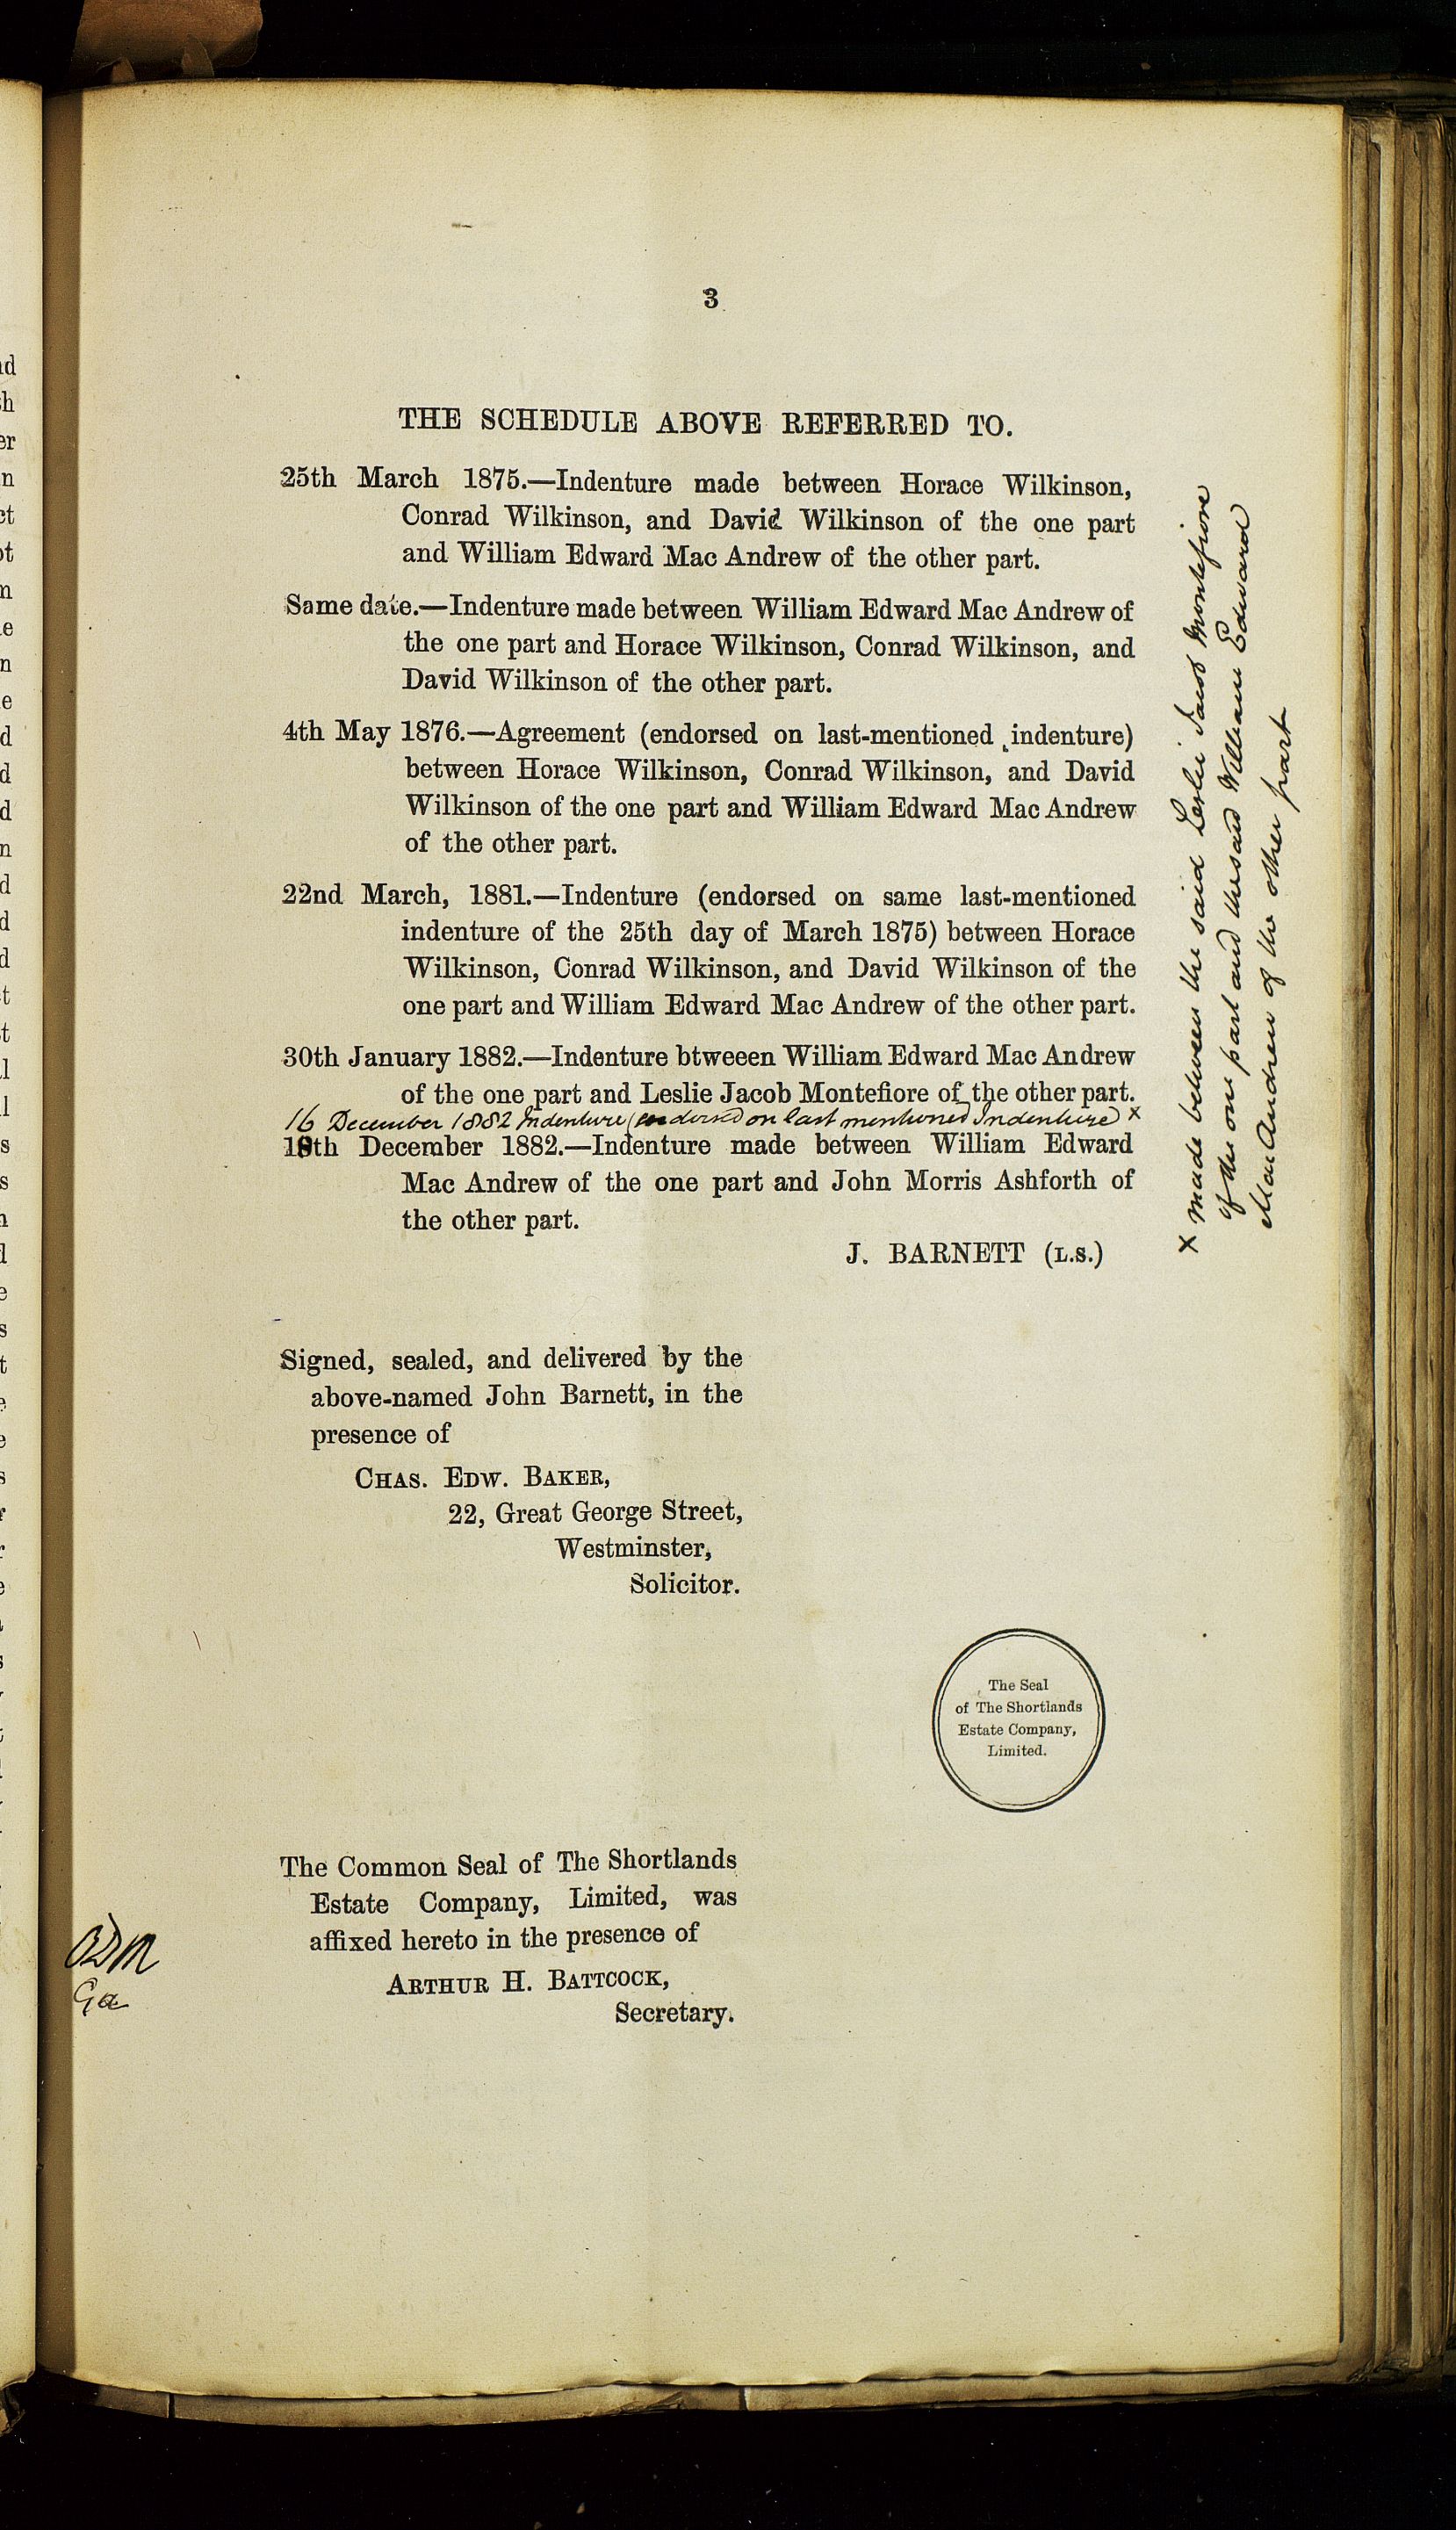 3
THE SCHEDULE ABOVE REFERRED TO.
25th March 1875.—Indenture made between Horace Wilkinson,
Conrad Wilkinson, and David Wilkinson of the one part
and William Edward Mac Andrew of the other part.
Same date.—Indenture made between William Edward Mac Andrew of
the one part and Horace Wilkinson, Conrad Wilkinson, and
David Wilkinson of the other part.
4th May 1876.—Agreement (endorsed on last-mentioned indenture)
between Horace Wilkinson, Conrad Wilkinson, and David
Wilkinson of the one part and William Edward Mac Andrew
of the other part.
22nd March, 1881.—Indenture (endorsed on same last-mentioned
indenture of the 25th day of March 1875) between Horace
Wilkinson, Conrad Wilkinson, and David Wilkinson of the
one part and William Edward Mac Andrew of the other part.
30th January 1882.—Indenture btweeen William Edward Mac Andrew
of the one part and Leslie Jacob Montefiore of the other part.
16 December 1882 Indenture (endorsed on last mentioned Indenture) x
th December 1882.—Indenture made between William Edward
Mac Andrew of the one part and John Morris Ashforth of
the other part.
J. BARNETT (L.S.)
x made between the said Leslie Jacob Montefiore
of the one part and the said William Edward
Mac Andrew of the other part
Signed, sealed, and delivered by the
above-named John Barnett, in the
presence of
CHAS. EDW. BAKER,
22, Great George Street,
Westminster,
Solicitor.
The Seal
of The Shortlands
Estate Company,
Limited.
The Common Seal of The Shortlands
Estate Company, Limited, was
affixed hereto in the presence of
ARTHUR H. BATTCOCK,
Secretary.